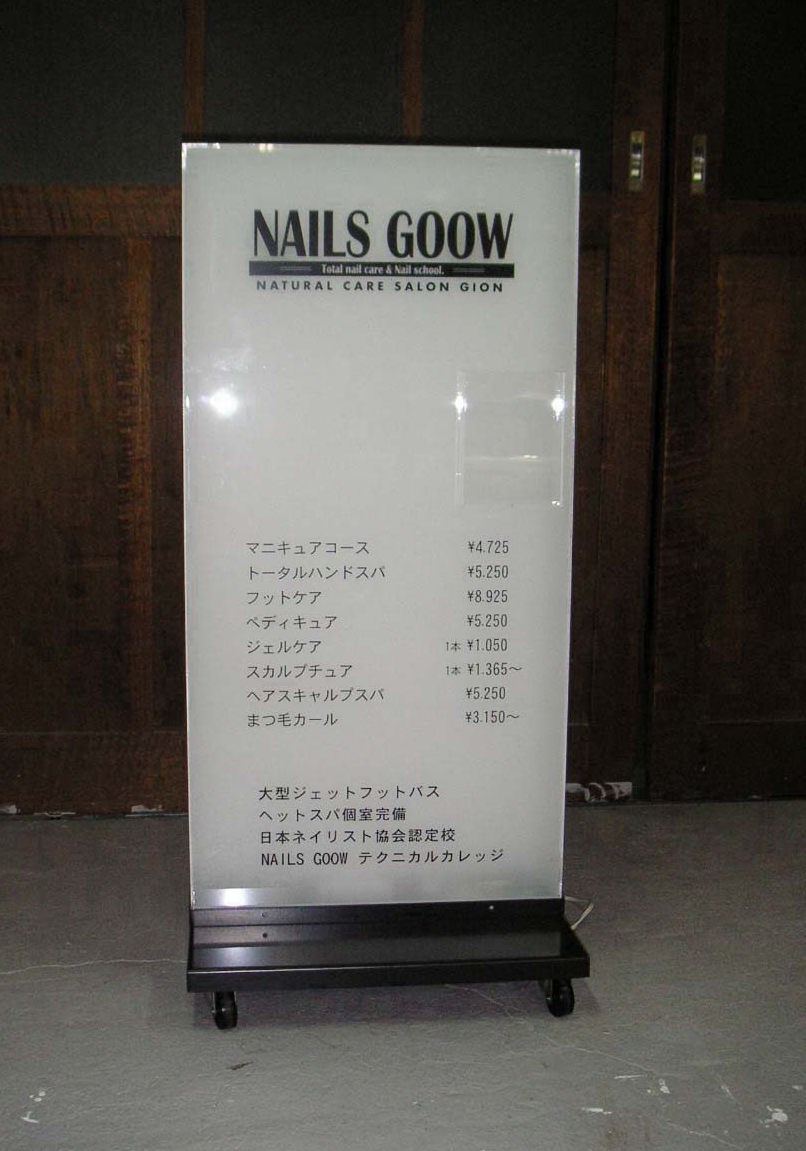 NAILS GOOW
Total nail care & Nail school.
NATURAL CARE SALON GION
マニキュアコース ¥4.725
トータルハンドスパ ¥5.250
フットケア ¥8.925
ペディキュア ¥5.250
ジェルケア 1本 ¥1.050
スカルプチュア 1本 ¥1.365～
ヘアスキャルプスパ ¥5.250
まつ毛カール ¥3.150～
大型ジェットフットバス
ヘットスパ個室完備
日本ネイリスト協会認定校
NAILS GOOW テクニカルカレッジ